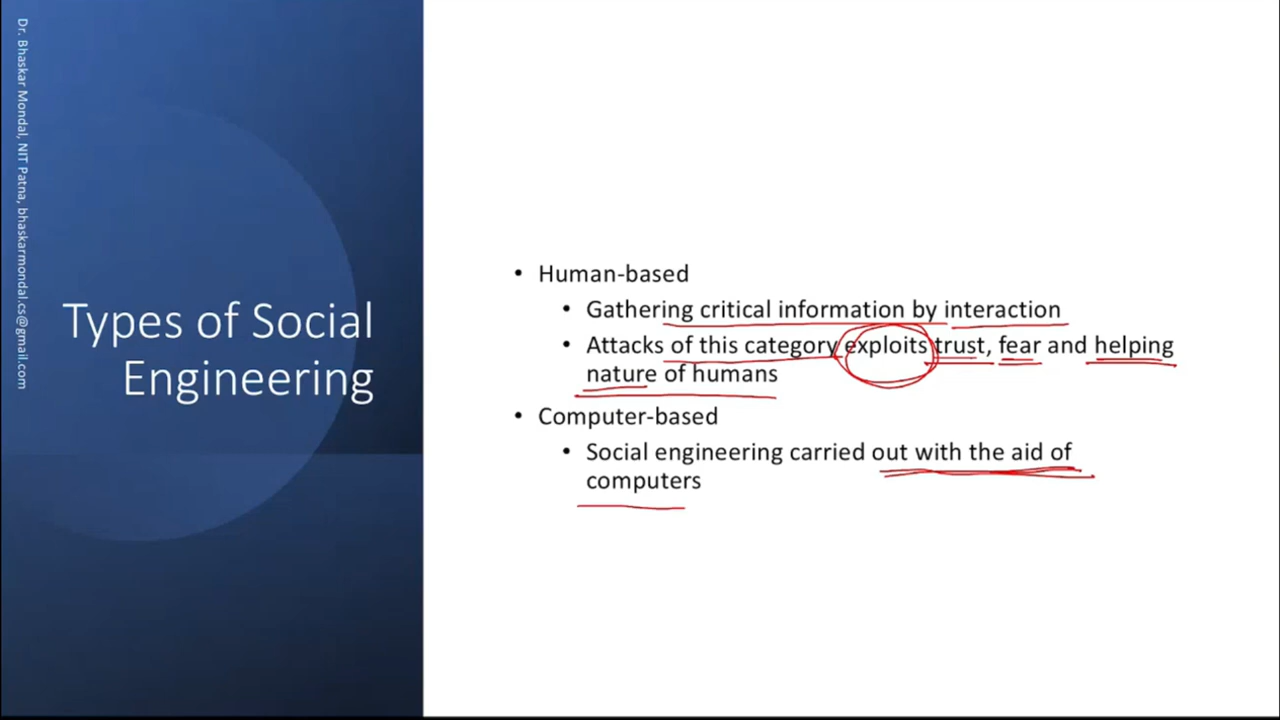 Dr. Bhaskar Mondal, NIT Patna, bhaskarmondal.cs@gmail.com
Types of Social
Engineering
• Human-based
• Gathering critical information by interaction
• Attacks of this category exploits trust, fear and helping
nature of humans
• Computer-based
• Social engineering carried out with the aid of
computers